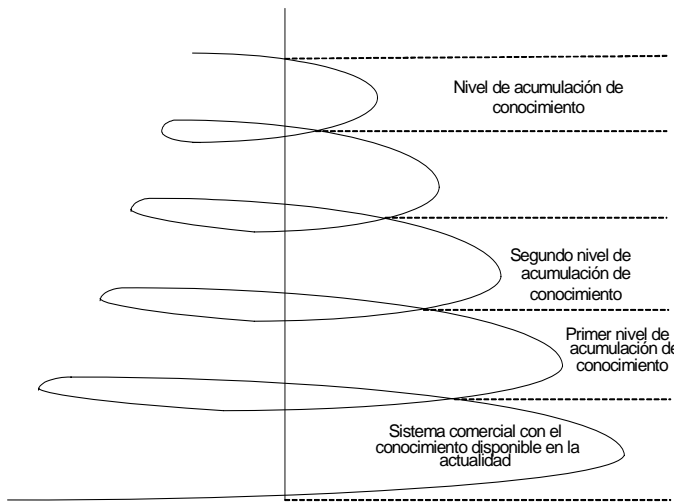 Nivel de acumulación de
conocimiento
Segundo nivel de
acumulación de
conocimiento
Primer nivel de
acumulación de
conocimiento
Sistema comercial con el
conocimiento disponible en la
actualidad